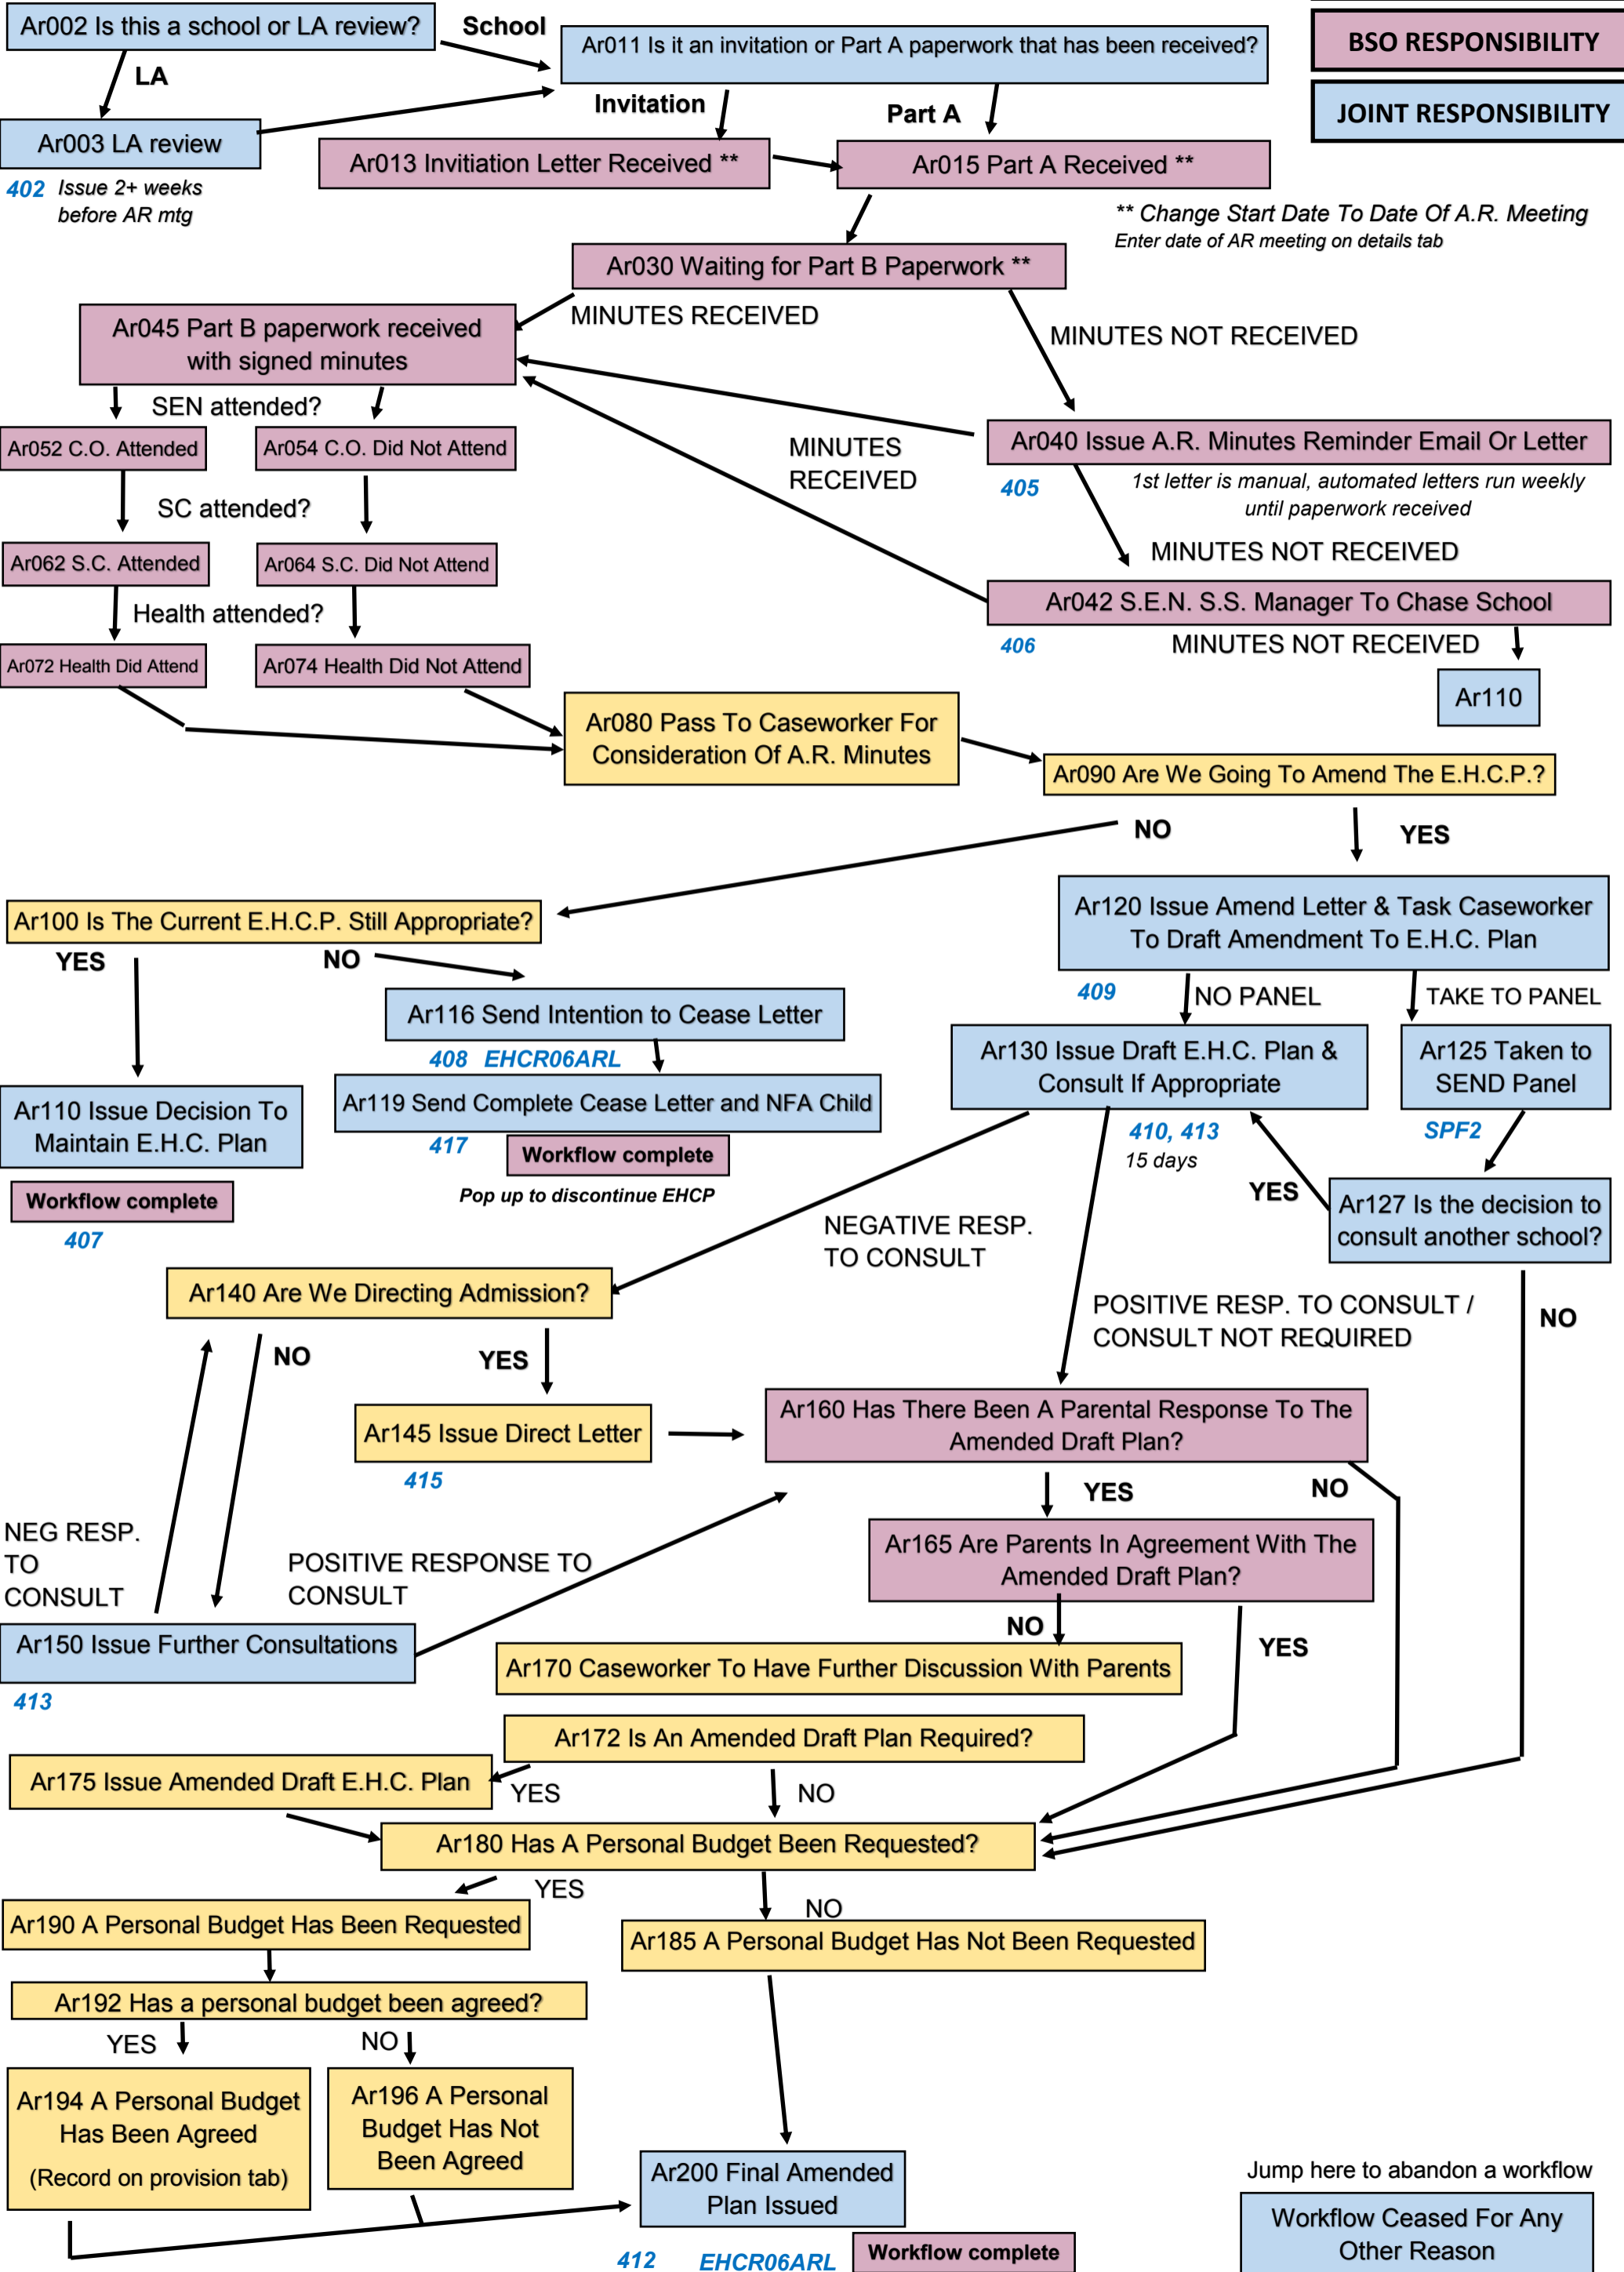 Ar002 Is this a school or LA review?
School
Ar011 Is it an invitation or Part A paperwork that has been received?
BSO RESPONSIBILITY
JOINT RESPONSIBILITY
LA
Invitation
Part A
Ar003 LA review
Ar013 Invitiation Letter Received **
Ar015 Part A Received **
402 Issue 2+ weeks
before AR mtg
** Change Start Date To Date Of A.R. Meeting
Enter date of AR meeting on details tab
Ar030 Waiting for Part B Paperwork **
MINUTES RECEIVED
MINUTES NOT RECEIVED
Ar045 Part B paperwork received
with signed minutes
SEN attended?
Ar052 C.O. Attended
Ar054 C.O. Did Not Attend
MINUTES
RECEIVED
Ar040 Issue A.R. Minutes Reminder Email Or Letter
405
1st letter is manual, automated letters run weekly
until paperwork received
SC attended?
MINUTES NOT RECEIVED
Ar062 S.C. Attended
Ar064 S.C. Did Not Attend
Ar042 S.E.N. S.S. Manager To Chase School
406
MINUTES NOT RECEIVED
Health attended?
Ar072 Health Did Attend
Ar074 Health Did Not Attend
Ar110
Ar080 Pass To Caseworker For
Consideration Of A.R. Minutes
Ar090 Are We Going To Amend The E.H.C.P.?
NO
YES
Ar100 Is The Current E.H.C.P. Still Appropriate?
YES
NO
Ar120 Issue Amend Letter & Task Caseworker
To Draft Amendment To E.H.C. Plan
409
NO PANEL
TAKE TO PANEL
Ar116 Send Intention to Cease Letter
408 EHCR06ARL
Ar130 Issue Draft E.H.C. Plan &
Consult If Appropriate
Ar125 Taken to
SEND Panel
Ar110 Issue Decision To
Maintain E.H.C. Plan
Ar119 Send Complete Cease Letter and NFA Child
417
Workflow complete
Pop up to discontinue EHCP
410, 413
15 days
SPF2
Workflow complete
407
YES
Ar127 Is the decision to
consult another school?
NEGATIVE RESP.
TO CONSULT
Ar140 Are We Directing Admission?
POSITIVE RESP. TO CONSULT /
CONSULT NOT REQUIRED
NO
NO
YES
Ar145 Issue Direct Letter
415
Ar160 Has There Been A Parental Response To The
Amended Draft Plan?
YES
NO
NEG RESP.
TO
CONSULT
POSITIVE RESPONSE TO
CONSULT
Ar165 Are Parents In Agreement With The
Amended Draft Plan?
NO
YES
Ar150 Issue Further Consultations
413
Ar170 Caseworker To Have Further Discussion With Parents
Ar172 Is An Amended Draft Plan Required?
Ar175 Issue Amended Draft E.H.C. Plan
YES
NO
Ar180 Has A Personal Budget Been Requested?
YES
NO
Ar190 A Personal Budget Has Been Requested
Ar185 A Personal Budget Has Not Been Requested
Ar192 Has a personal budget been agreed?
YES
NO
Ar194 A Personal Budget
Has Been Agreed
(Record on provision tab)
Ar196 A Personal
Budget Has Not
Been Agreed
Ar200 Final Amended
Plan Issued
412 EHCR06ARL
Workflow complete
Jump here to abandon a workflow
Workflow Ceased For Any
Other Reason